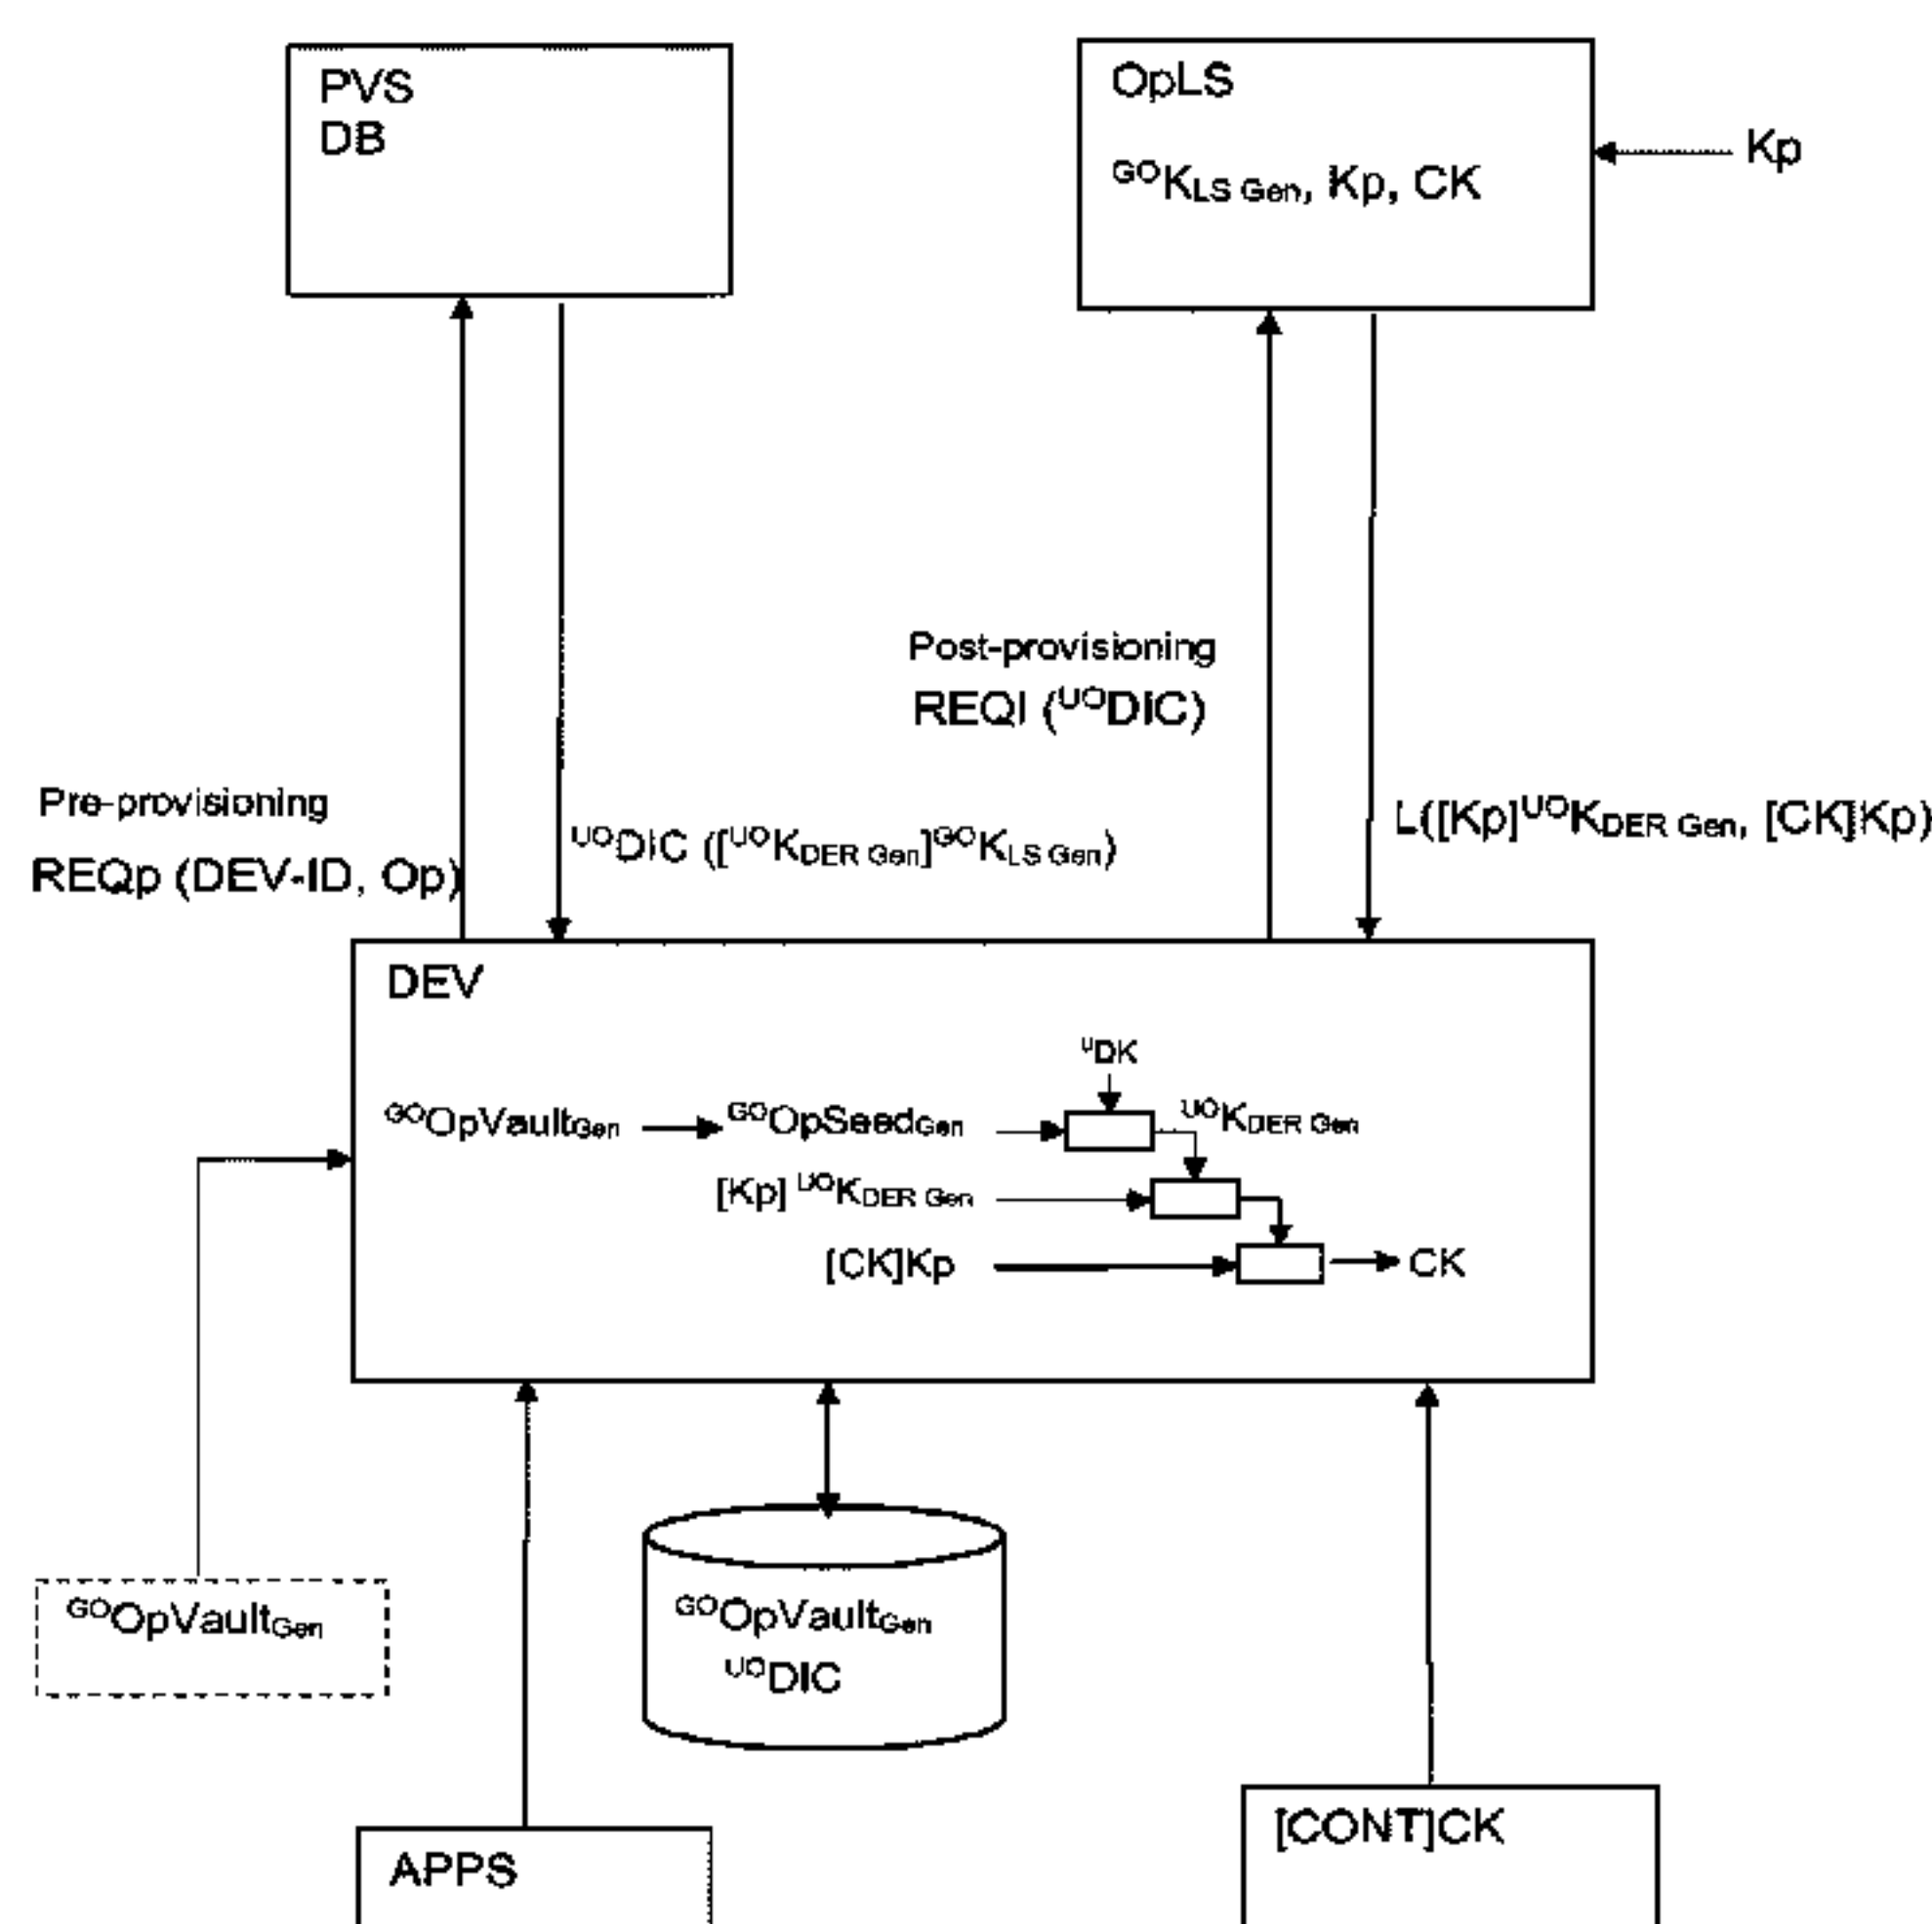 PVS
DB
OpLS
GOKLS Gen, Kp, CK
Kp
Post-provisioning
REQl (UODIC)
Pre-provisioning
REQp (DEV-ID, Op)
UODIC ([UOKDER Gen]GOKLS Gen)
L([Kp]UOKDER Gen, [CK]Kp)
DEV
UDK
GOOpVaultGen
GOOpSeedGen
UOKDER Gen
[Kp] UOKDER Gen
[CK]Kp
CK
GOOpVaultGen
GOOpVaultGen
UODIC
APPS
[CONT]CK